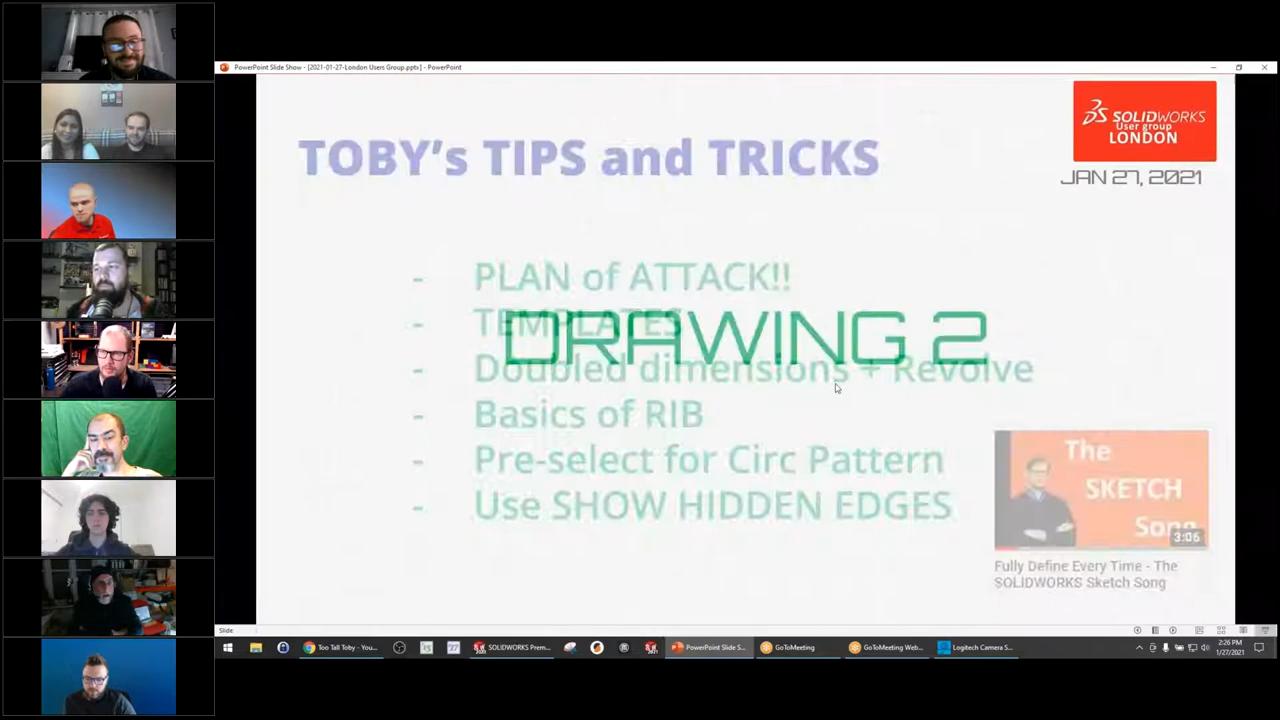 PowerPoint Slide Show - [2021-01-27-London Users Group.pptx] - PowerPoint
SOLIDWORKS
User group
LONDON
JAN 27, 2021
TOBY's TIPS and TRICKS
- PLAN of ATTACK!!
- TEMPLATES
DRAWING 2
- Doubled dimensions + Revolve
- Basics of RIB
- Pre-select for Circ Pattern
- Use SHOW HIDDEN EDGES
The
SKETCH
Song
3:06
Fully Define Every Time - The
SOLIDWORKS Sketch Song
Slide
Too Tall Toby - You...
SOLIDWORKS Prem...
PowerPoint Slide S...
GoToMeeting
GoToMeeting Web...
Logitech Camera S...
2:26 PM
1/27/2021